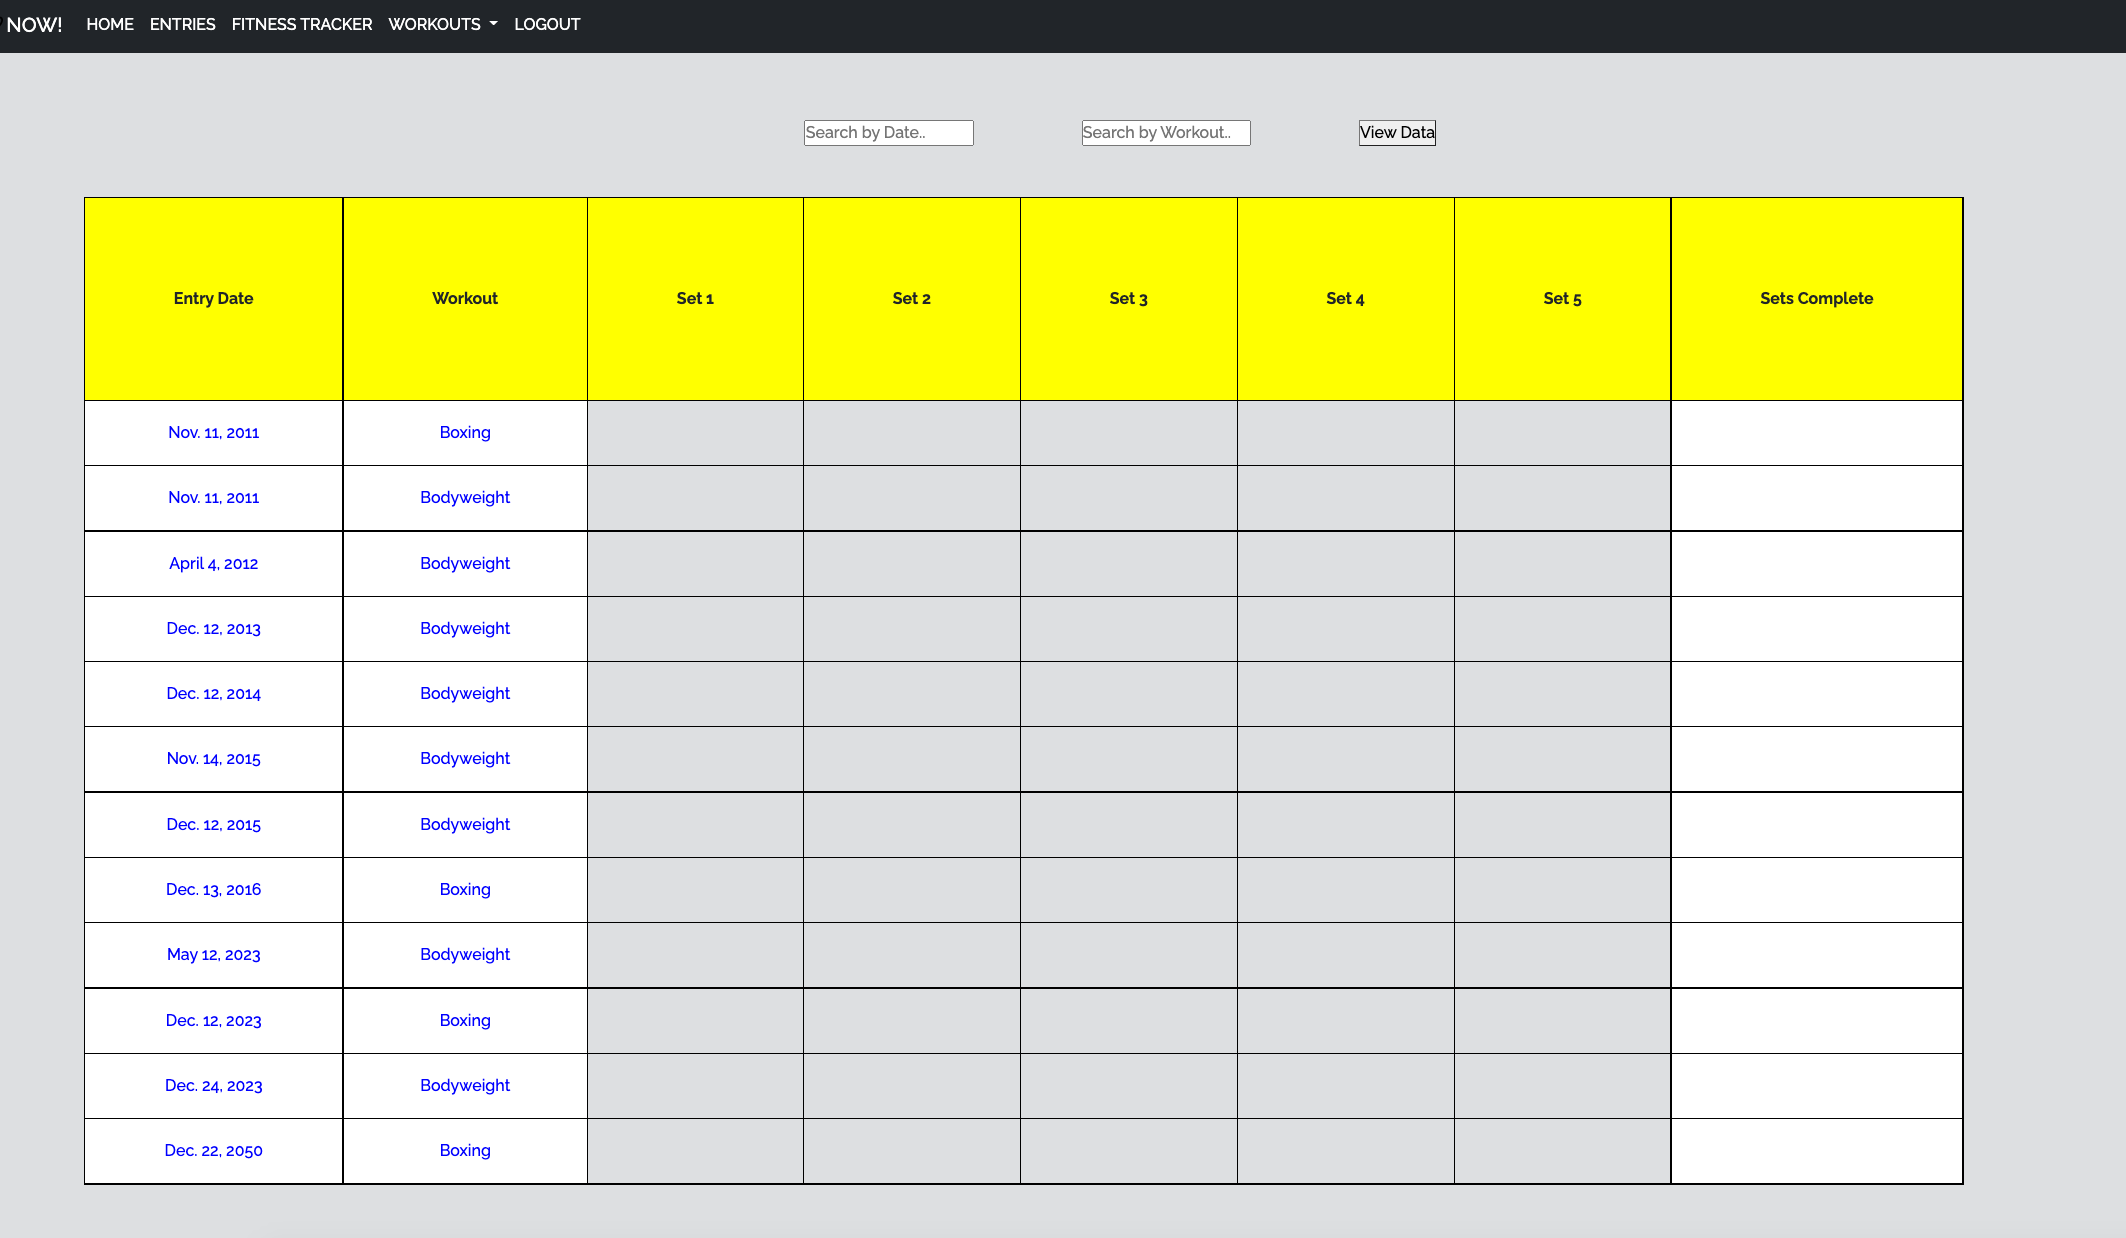 NOW! HOME ENTRIES FITNESS TRACKER WORKOUTS LOGOUT
Search by Date.. Search by Workout.. View Data
Entry Date Workout Set 1 Set 2 Set 3 Set 4 Set 5 Sets Complete
Nov. 11, 2011 Boxing
Nov. 11, 2011 Bodyweight
April 4, 2012 Bodyweight
Dec. 12, 2013 Bodyweight
Dec. 12, 2014 Bodyweight
Nov. 14, 2015 Bodyweight
Dec. 12, 2015 Bodyweight
Dec. 13, 2016 Boxing
May 12, 2023 Bodyweight
Dec. 12, 2023 Boxing
Dec. 24, 2023 Bodyweight
Dec. 22, 2050 Boxing